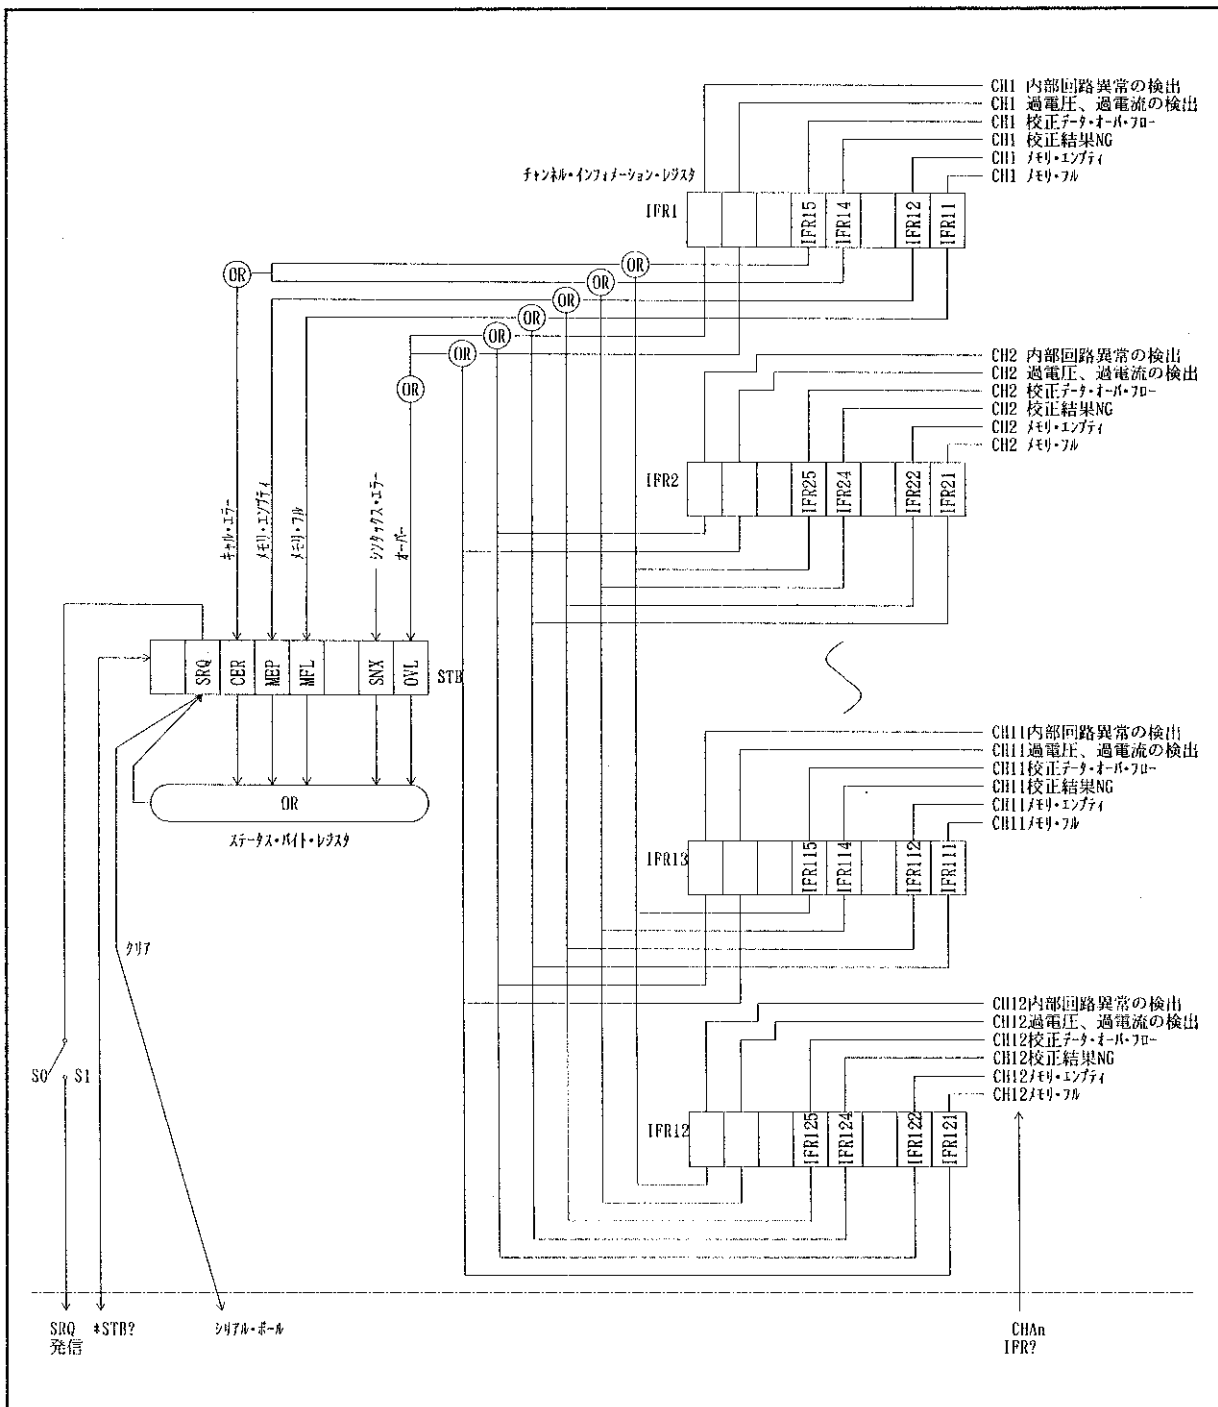 CH1 内部回路異常の検出
CH1 過電圧、過電流の検出
CH1 校正データ・オーバ・フロー
CH1 校正結果NG
CH1 メモリ・エンプティ
CH1 メモリ・フル
チャンネル・インフォメーション・レジスタ
IFR1
IFR15
IFR14
IFR12
IFR11
OR
OR
OR
OR
OR
OR
OR
OR
CH2 内部回路異常の検出
CH2 過電圧、過電流の検出
CH2 校正データ・オーバ・フロー
CH2 校正結果NG
CH2 メモリ・エンプティ
CH2 メモリ・フル
IFR2
IFR25
IFR24
IFR22
IFR21
キャル・エラー
メモリ・エンプティ
メモリ・フル
シンタックス・エラー
オーバー
SRQ
CER
MEP
MFL
SNX
OVL
STB
OR
ステータス・バイト・レジスタ
CH11内部回路異常の検出
CH11過電圧、過電流の検出
CH11校正データ・オーバ・フロー
CH11校正結果NG
CH11メモリ・エンプティ
CH11メモリ・フル
IFR13
IFR115
IFR114
IFR112
IFR111
クリア
CH12内部回路異常の検出
CH12過電圧、過電流の検出
CH12校正データ・オーバ・フロー
CH12校正結果NG
CH12メモリ・エンプティ
CH12メモリ・フル
S0
S1
IFR12
IFR125
IFR124
IFR122
IFR121
SRQ
発信
*STB?
シリアル・ポール
CHAn
IFR?